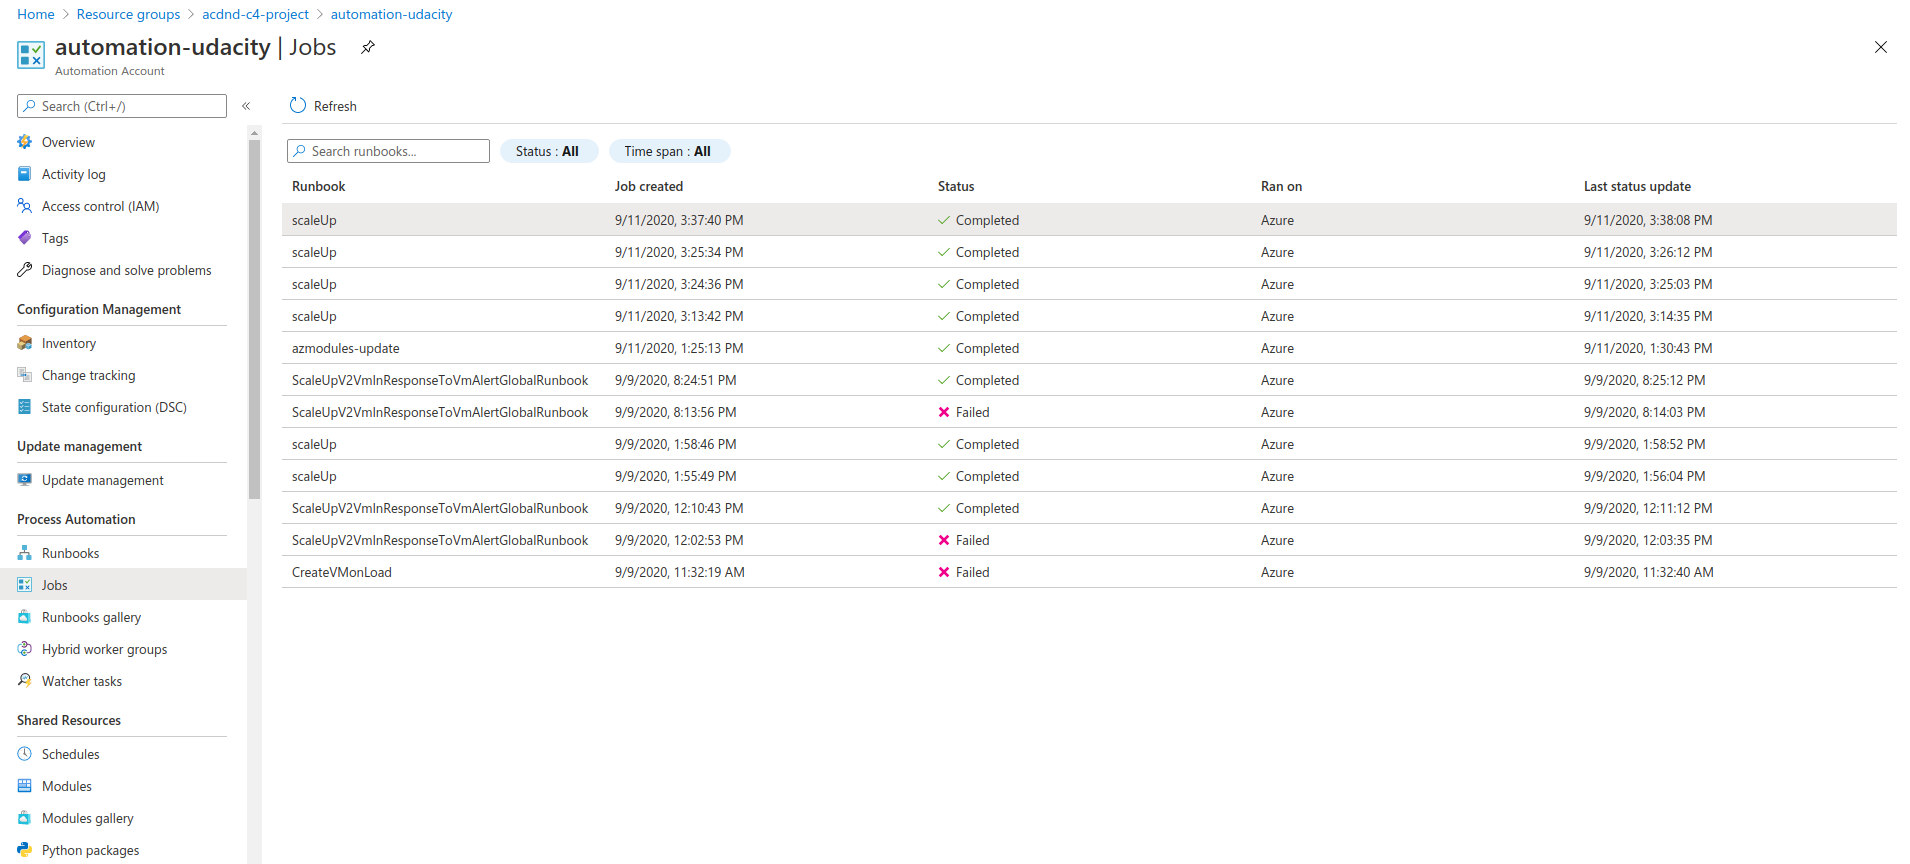 Home > Resource groups > acdnd-c4-project > automation-udacity
automation-udacity | Jobs
Automation Account
Search (Ctrl+/)
«
Overview
Activity log
Access control (IAM)
Tags
Diagnose and solve problems
Configuration Management
Inventory
Change tracking
State configuration (DSC)
Update management
Update management
Process Automation
Runbooks
Jobs
Runbooks gallery
Hybrid worker groups
Watcher tasks
Shared Resources
Schedules
Modules
Modules gallery
Python packages
Refresh
Search runbooks... Status : All Time span : All
Runbook Job created Status Ran on Last status update
scaleUp 9/11/2020, 3:37:40 PM Completed Azure 9/11/2020, 3:38:08 PM
scaleUp 9/11/2020, 3:25:34 PM Completed Azure 9/11/2020, 3:26:12 PM
scaleUp 9/11/2020, 3:24:36 PM Completed Azure 9/11/2020, 3:25:03 PM
scaleUp 9/11/2020, 3:13:42 PM Completed Azure 9/11/2020, 3:14:35 PM
azmodules-update 9/11/2020, 1:25:13 PM Completed Azure 9/11/2020, 1:30:43 PM
ScaleUpV2VmInResponseToVmAlertGlobalRunbook 9/9/2020, 8:24:51 PM Completed Azure 9/9/2020, 8:25:12 PM
ScaleUpV2VmInResponseToVmAlertGlobalRunbook 9/9/2020, 8:13:56 PM Failed Azure 9/9/2020, 8:14:03 PM
scaleUp 9/9/2020, 1:58:46 PM Completed Azure 9/9/2020, 1:58:52 PM
scaleUp 9/9/2020, 1:55:49 PM Completed Azure 9/9/2020, 1:56:04 PM
ScaleUpV2VmInResponseToVmAlertGlobalRunbook 9/9/2020, 12:10:43 PM Completed Azure 9/9/2020, 12:11:12 PM
ScaleUpV2VmInResponseToVmAlertGlobalRunbook 9/9/2020, 12:02:53 PM Failed Azure 9/9/2020, 12:03:35 PM
CreateVMonLoad 9/9/2020, 11:32:19 AM Failed Azure 9/9/2020, 11:32:40 AM